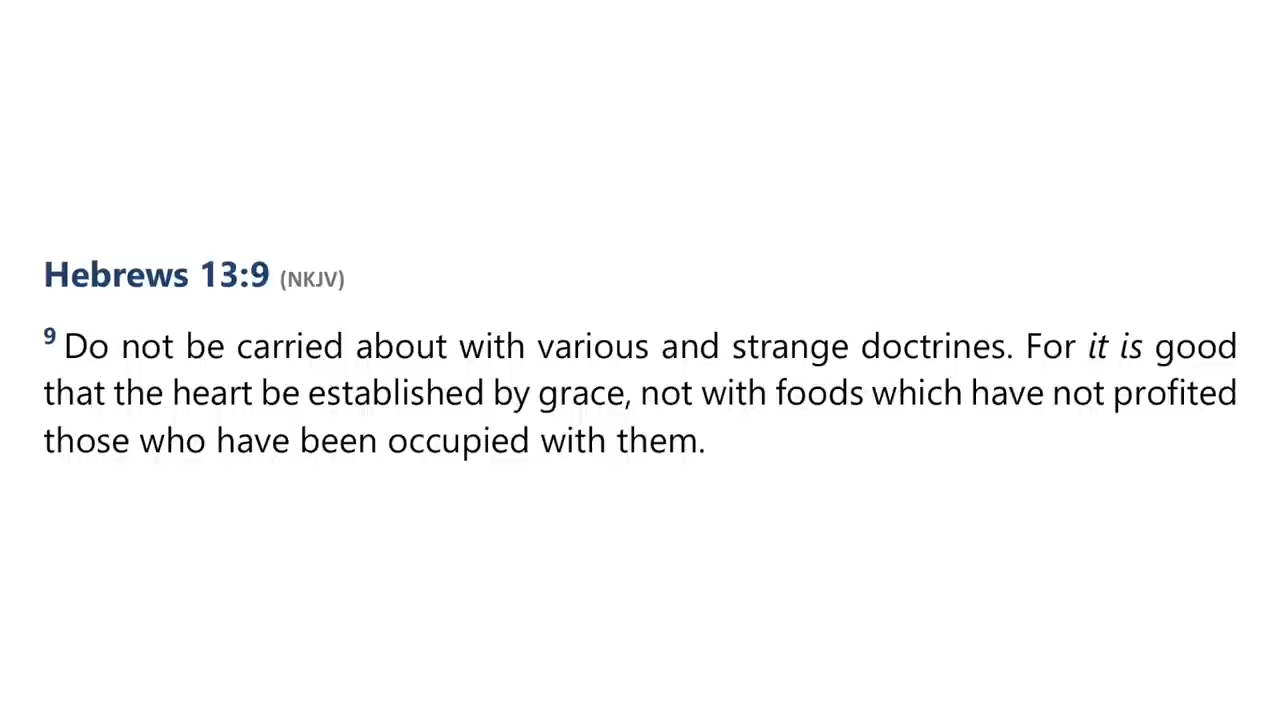 Hebrews 13:9 (NKJV)
9 Do not be carried about with various and strange doctrines. For it is good
that the heart be established by grace, not with foods which have not profited
those who have been occupied with them.